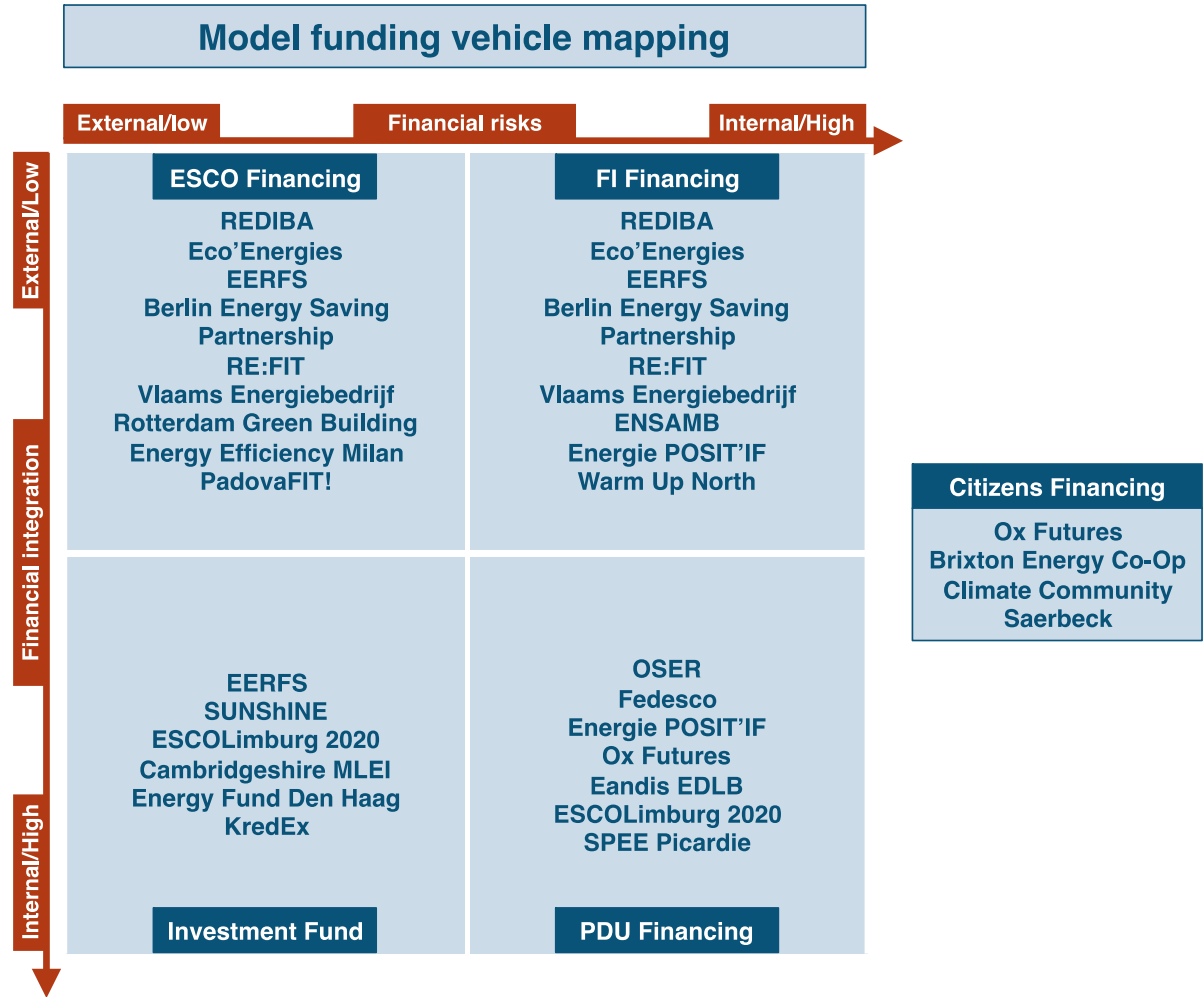 Model funding vehicle mapping
External/low
Financial risks
Internal/High
External/Low
Financial integration
Internal/High
ESCO Financing
REDIBA
Eco’Energies
EERFS
Berlin Energy Saving
Partnership
RE:FIT
Vlaams Energiebedrijf
Rotterdam Green Building
Energy Efficiency Milan
PadovaFIT!
FI Financing
REDIBA
Eco’Energies
EERFS
Berlin Energy Saving
Partnership
RE:FIT
Vlaams Energiebedrijf
ENSAMB
Energie POSIT’IF
Warm Up North
EERFS
SUNShINE
ESCOLimburg 2020
Cambridgeshire MLEI
Energy Fund Den Haag
KredEx
Investment Fund
OSER
Fedesco
Energie POSIT’IF
Ox Futures
Eandis EDLB
ESCOLimburg 2020
SPEE Picardie
PDU Financing
Citizens Financing
Ox Futures
Brixton Energy Co-Op
Climate Community
Saerbeck